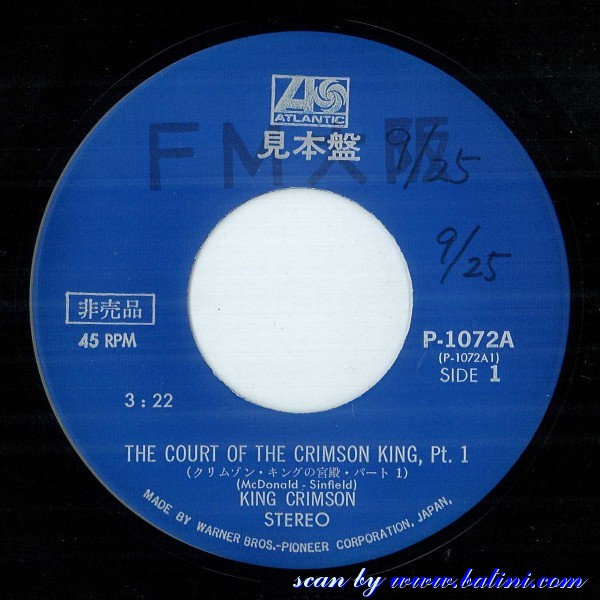 ATLANTIC
見本盤
FM大阪
9/25
9/25
非売品
45 RPM
P-1072A
(P-1072A1)
SIDE 1
3:22
THE COURT OF THE CRIMSON KING, Pt. 1
(クリムゾン・キングの宮殿・パート 1)
(McDonald - Sinfield)
KING CRIMSON
STEREO
MADE BY WARNER BROS.-PIONEER CORPORATION, JAPAN,
scan by www.batini.com